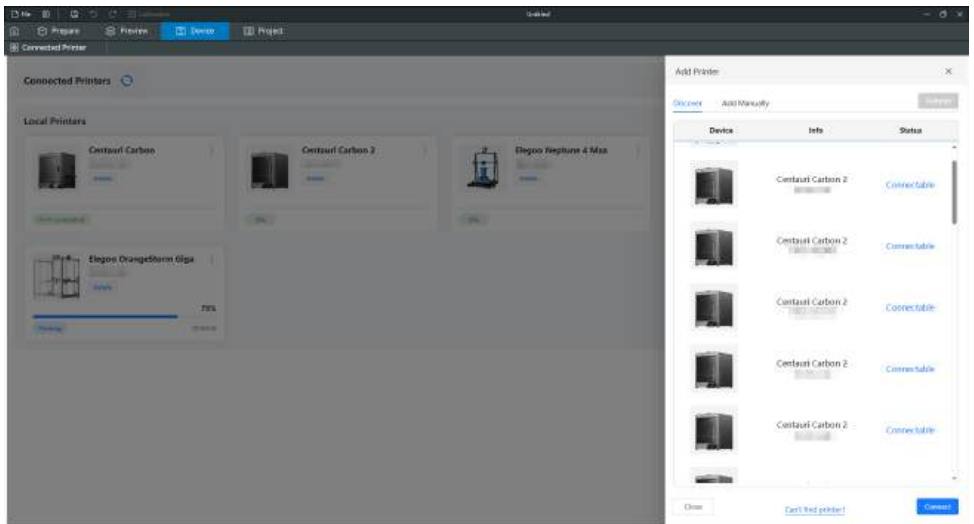 File
Untitled
Prepare
Preview
Device
Project
Connected Printer
Connected Printers
Local Printers
Centauri Carbon
Centauri Carbon 2
Elegoo Neptune 4 Max
Elegoo OrangeStorm Giga
79%
Printing
Add Printer
Discover
Add Manually
Refresh
Device Info Status
Centauri Carbon 2
Connectable
Centauri Carbon 2
Connectable
Centauri Carbon 2
Connectable
Centauri Carbon 2
Connectable
Centauri Carbon 2
Connectable
Close
Can't find printer?
Connect